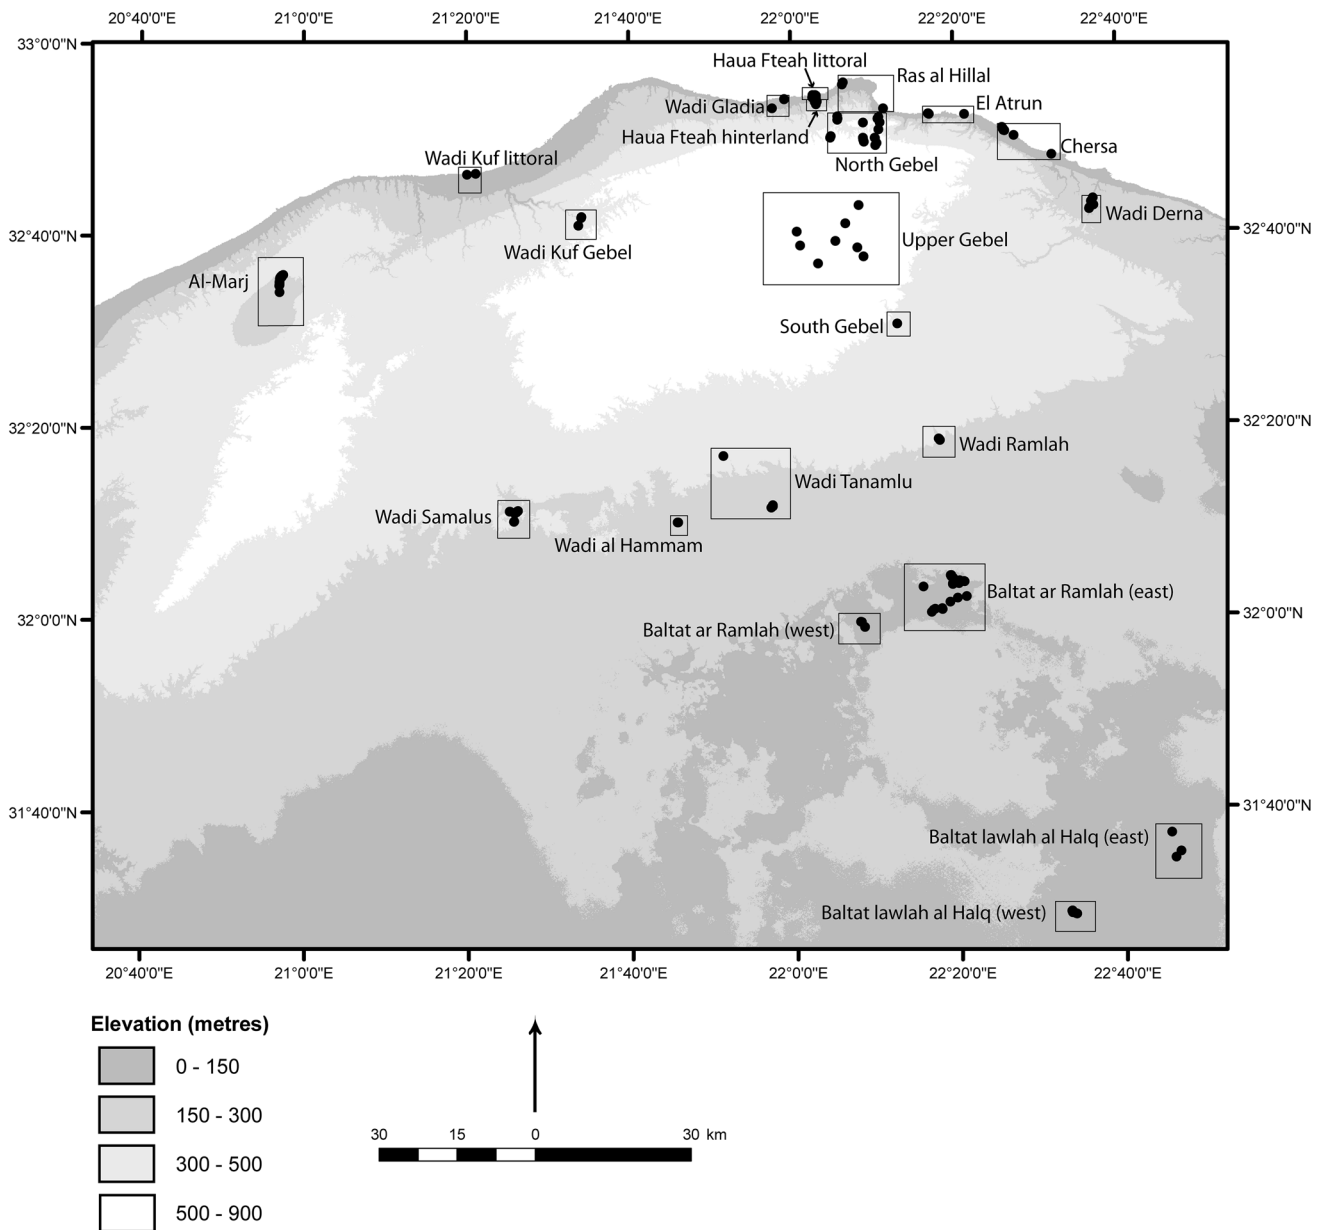 20°40'0"E 21°0'0"E 21°20'0"E 21°40'0"E 22°0'0"E 22°20'0"E 22°40'0"E
33°0'0"N
Haua Fteah littoral
Ras al Hillal
Wadi Gladia
El Atrun
Haua Fteah hinterland
Chersa
Wadi Kuf littoral
North Gebel
Wadi Derna
32°40'0"N
32°40'0"N
Upper Gebel
Wadi Kuf Gebel
Al-Marj
South Gebel
32°20'0"N
32°20'0"N
Wadi Ramlah
Wadi Tanamlu
Wadi Samalus
Wadi al Hammam
Baltat ar Ramlah (east)
32°0'0"N
32°0'0"N
Baltat ar Ramlah (west)
31°40'0"N
31°40'0"N
Baltat lawlah al Halq (east)
Baltat lawlah al Halq (west)
20°40'0"E 21°0'0"E 21°20'0"E 21°40'0"E 22°0'0"E 22°20'0"E 22°40'0"E
Elevation (metres)
0 - 150
150 - 300
300 - 500
500 - 900
30 15 0 30 km